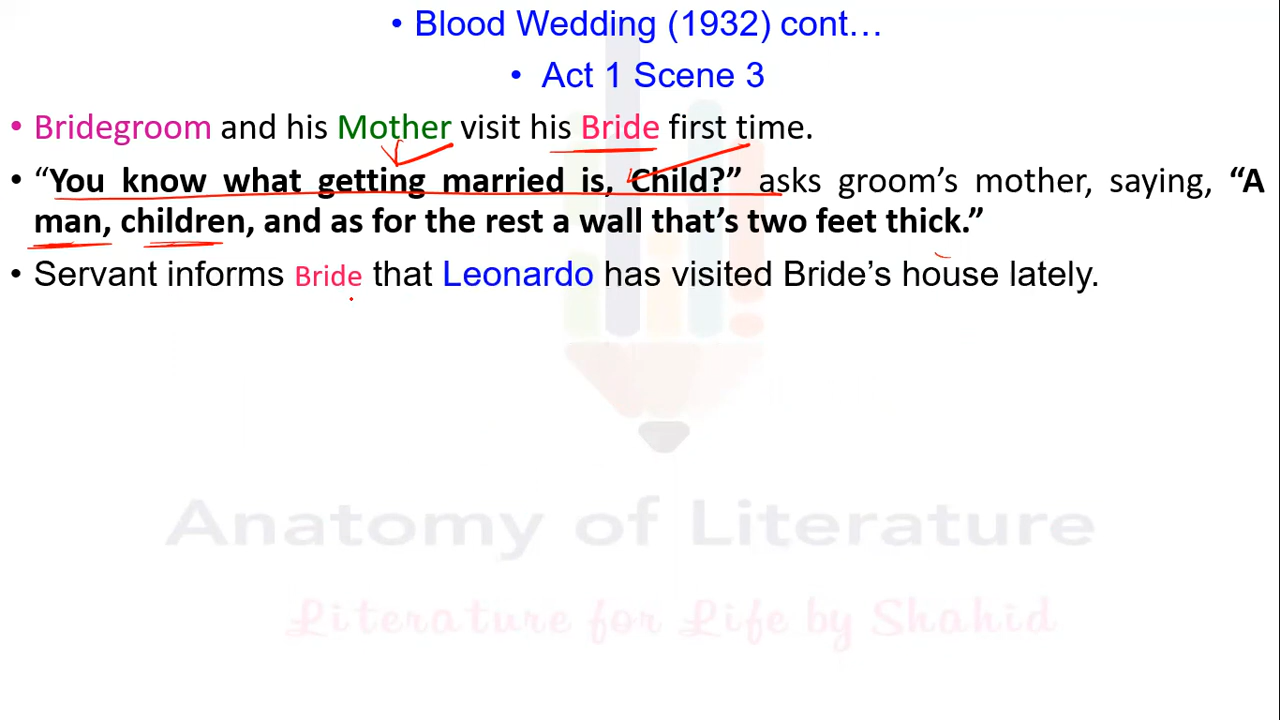 • Blood Wedding (1932) cont…
• Act 1 Scene 3
• Bridegroom and his Mother visit his Bride first time.
• “You know what getting married is, Child?” asks groom’s mother, saying, “A
man, children, and as for the rest a wall that’s two feet thick.”
• Servant informs Bride that Leonardo has visited Bride’s house lately.
Anatomy of Literature
Literature for Life by Shahid